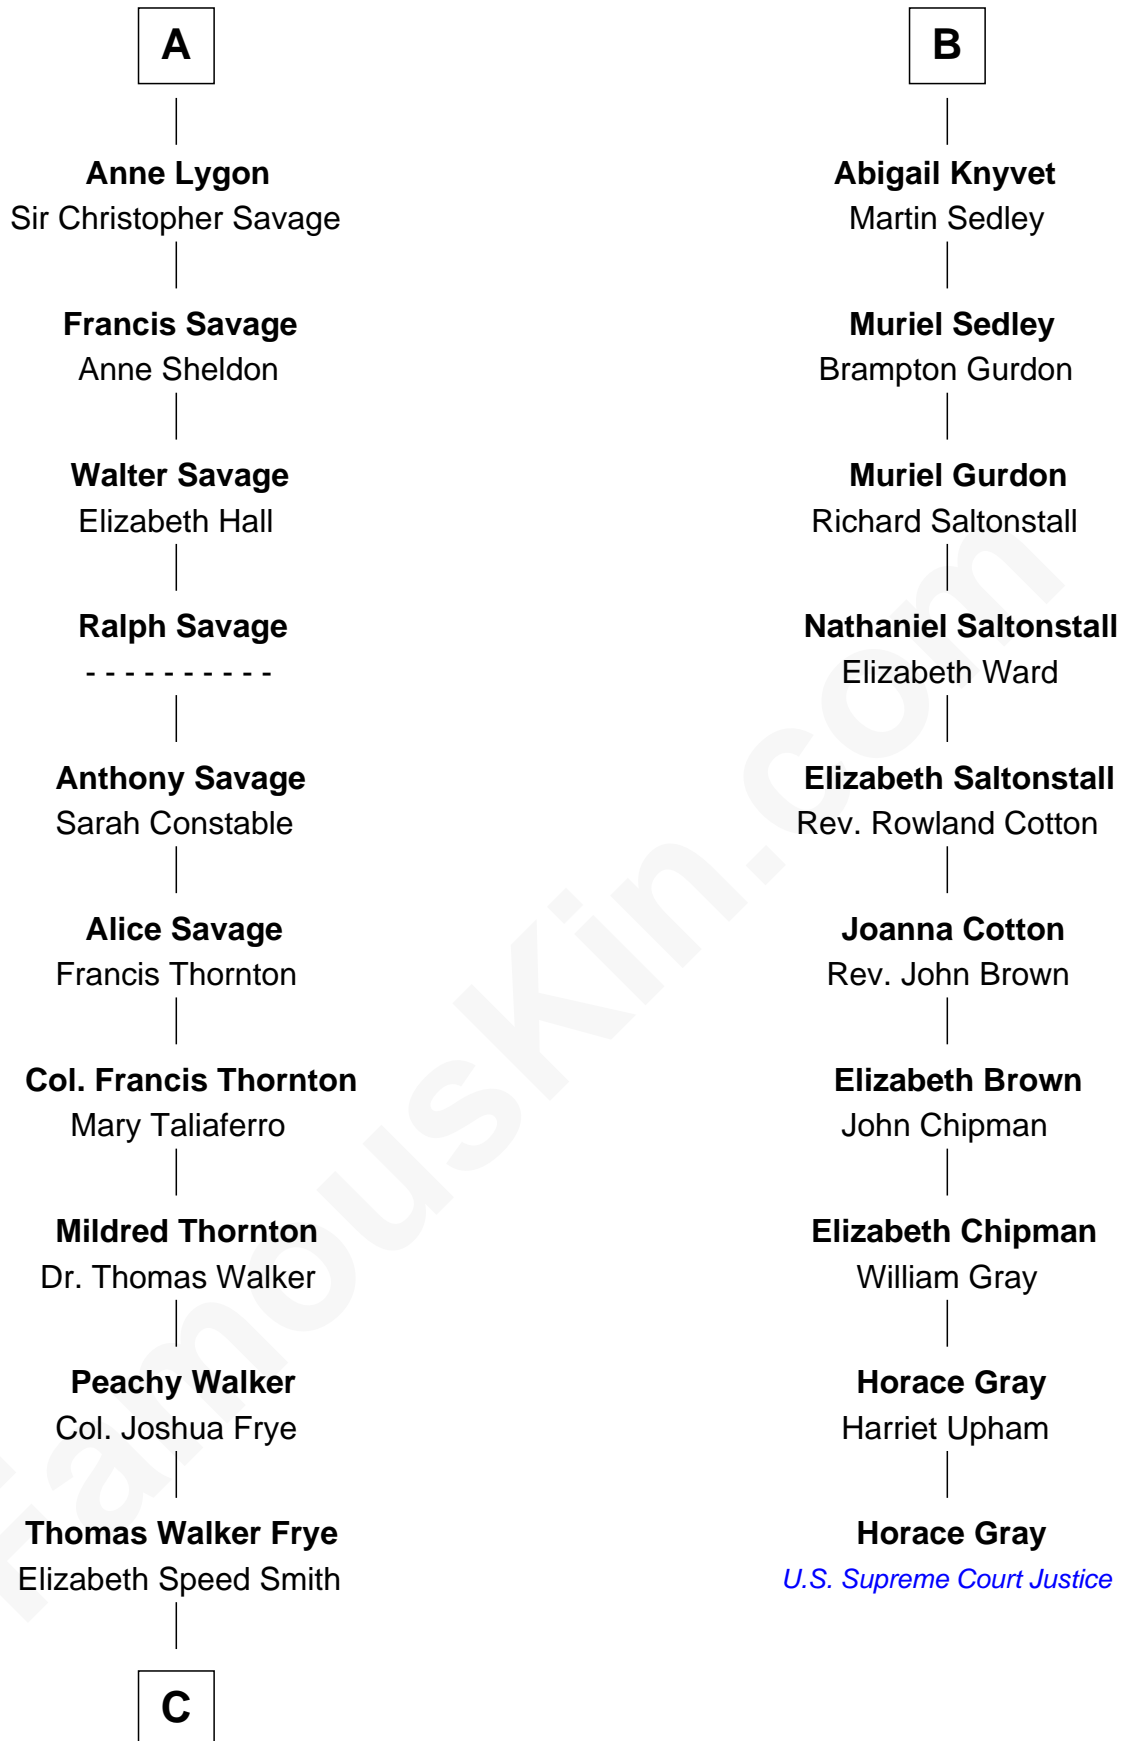 A
Anne Lygon
Sir Christopher Savage
Francis Savage
Anne Sheldon
Walter Savage
Elizabeth Hall
Ralph Savage
- - - - - - - - - -
Anthony Savage
Sarah Constable
Alice Savage
Francis Thornton
Col. Francis Thornton
Mary Taliaferro
Mildred Thornton
Dr. Thomas Walker
Peachy Walker
Col. Joshua Frye
Thomas Walker Frye
Elizabeth Speed Smith
C
B
Abigail Knyvet
Martin Sedley
Muriel Sedley
Brampton Gurdon
Muriel Gurdon
Richard Saltonstall
Nathaniel Saltonstall
Elizabeth Ward
Elizabeth Saltonstall
Rev. Rowland Cotton
Joanna Cotton
Rev. John Brown
Elizabeth Brown
John Chipman
Elizabeth Chipman
William Gray
Horace Gray
Harriet Upham
Horace Gray
U.S. Supreme Court Justice
FamousKin.com